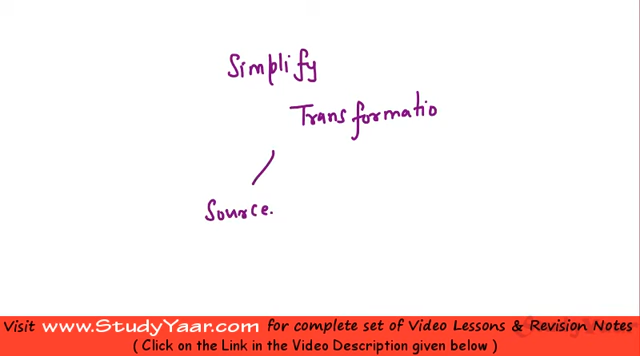 Simplify
Transformatio
Source.
Visit www.StudyYaar.com for complete set of Video Lessons & Revision Notes
( Click on the Link in the Video Description given below )